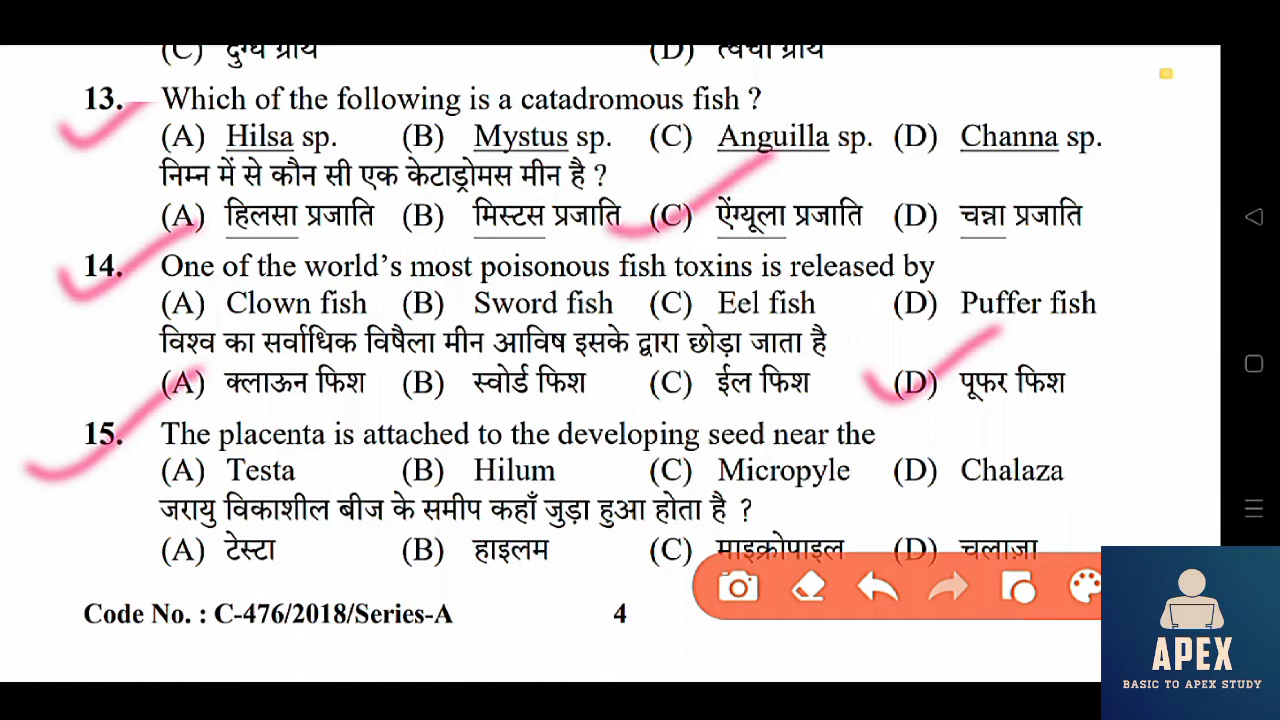 (C) दुग्ध ग्रंथि (D) त्वचा ग्रंथि
13. Which of the following is a catadromous fish ?
(A) Hilsa sp. (B) Mystus sp. (C) Anguilla sp. (D) Channa sp.
निम्न में से कौन सी एक केटाड्रोमस मीन है ?
(A) हिलसा प्रजाति (B) मिस्टस प्रजाति (C) ऐंग्यूला प्रजाति (D) चन्ना प्रजाति
14. One of the world's most poisonous fish toxins is released by
(A) Clown fish (B) Sword fish (C) Eel fish (D) Puffer fish
विश्व का सर्वाधिक विषैला मीन आविष इसके द्वारा छोड़ा जाता है
(A) क्लाऊन फिश (B) स्वोर्ड फिश (C) ईल फिश (D) पूफर फिश
15. The placenta is attached to the developing seed near the
(A) Testa (B) Hilum (C) Micropyle (D) Chalaza
जरायु विकाशील बीज के समीप कहाँ जुड़ा हुआ होता है ?
(A) टेस्टा (B) हाइलम (C) माइक्रोपाइल (D) चलाज़ा
Code No. : C-476/2018/Series-A 4
APEX
BASIC TO APEX STUDY